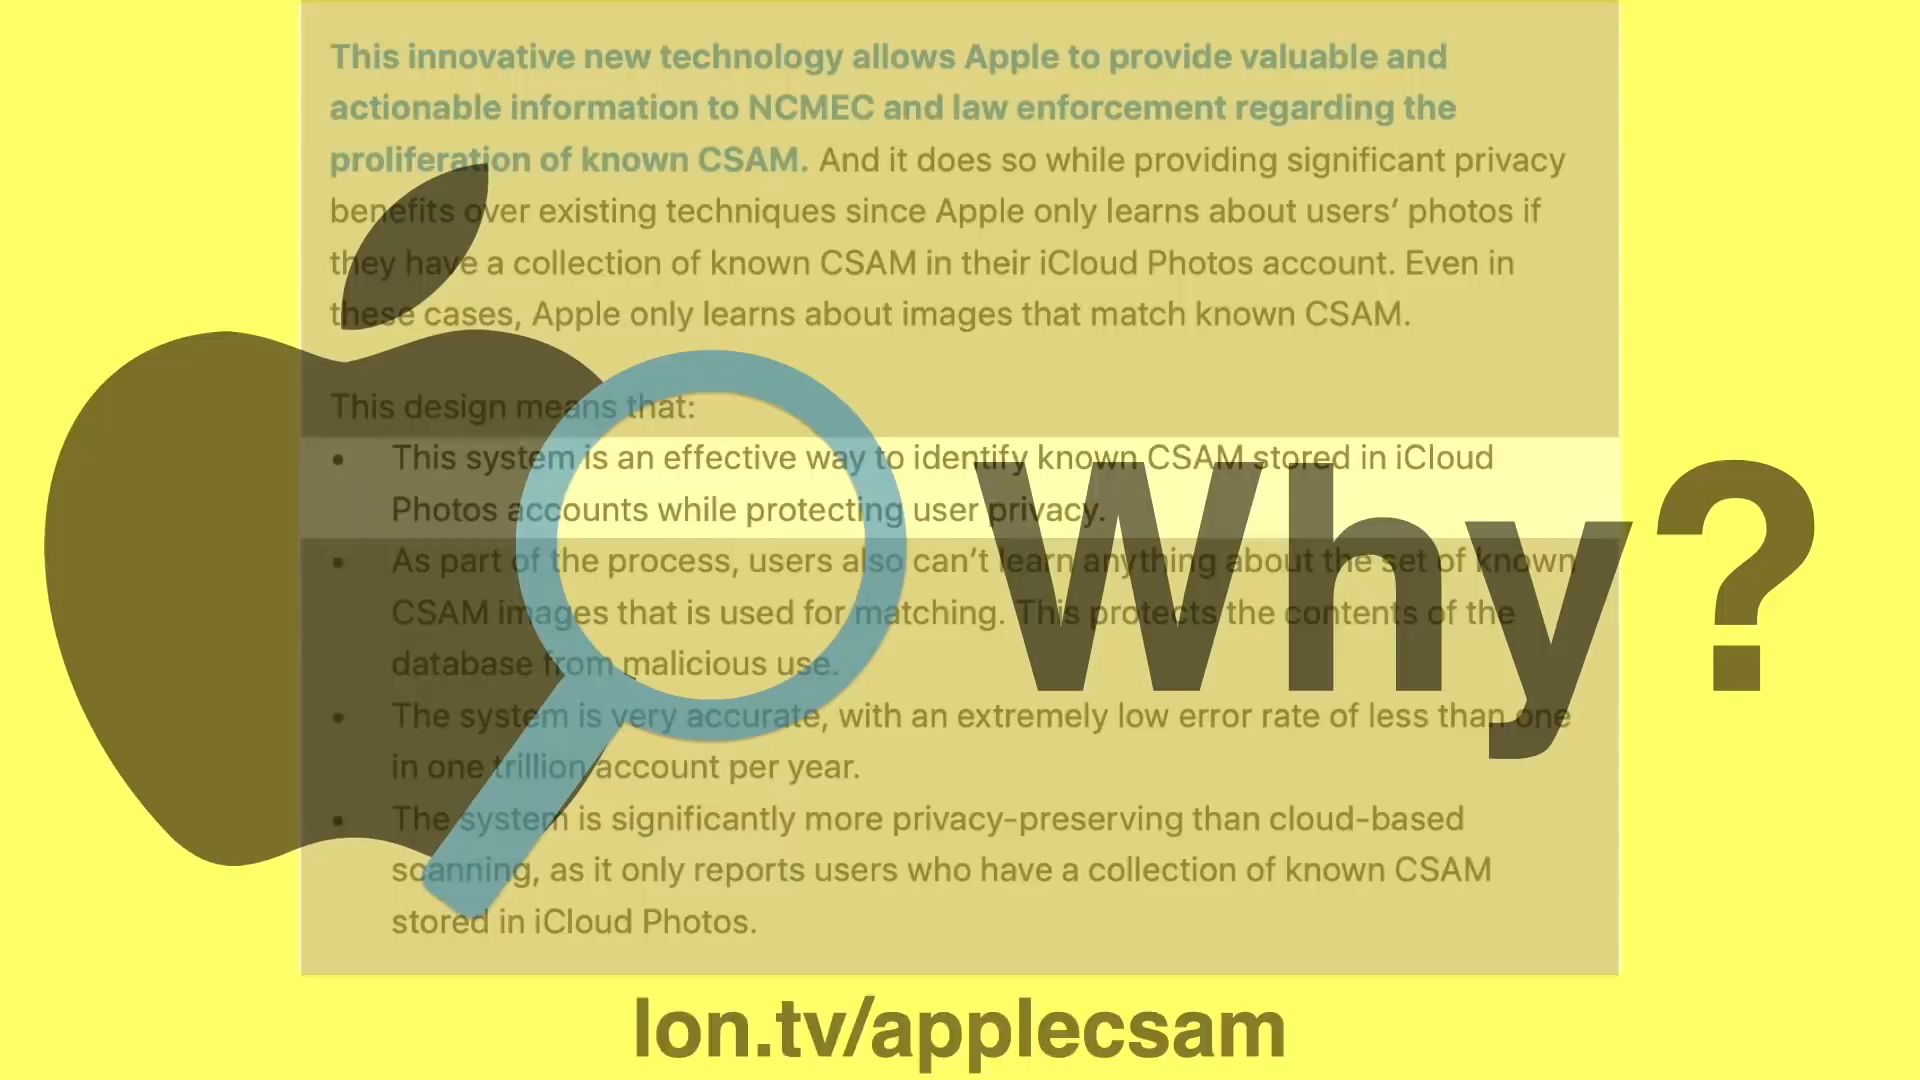 This innovative new technology allows Apple to provide valuable and
actionable information to NCMEC and law enforcement regarding the
proliferation of known CSAM. And it does so while providing significant privacy
benefits over existing techniques since Apple only learns about users’ photos if
they have a collection of known CSAM in their iCloud Photos account. Even in
these cases, Apple only learns about images that match known CSAM.
This design means that:
• This system is an effective way to identify known CSAM stored in iCloud
Photos accounts while protecting user privacy.
• As part of the process, users also can’t learn anything about the set of known
CSAM images that is used for matching. This protects the contents of the
database from malicious use.
• The system is very accurate, with an extremely low error rate of less than one
in one trillion account per year.
• The system is significantly more privacy-preserving than cloud-based
scanning, as it only reports users who have a collection of known CSAM
stored in iCloud Photos.
Why?
lon.tv/applecsam